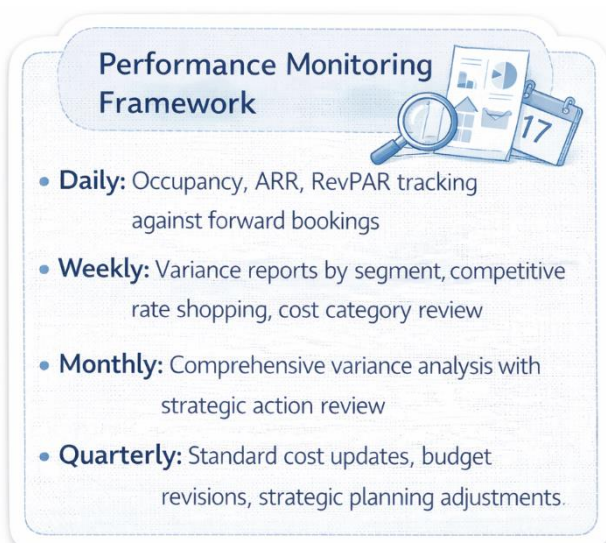 Performance Monitoring
Framework
17
• Daily: Occupancy, ARR, RevPAR tracking
against forward bookings
• Weekly: Variance reports by segment, competitive
rate shopping, cost category review
• Monthly: Comprehensive variance analysis with
strategic action review
• Quarterly: Standard cost updates, budget
revisions, strategic planning adjustments.